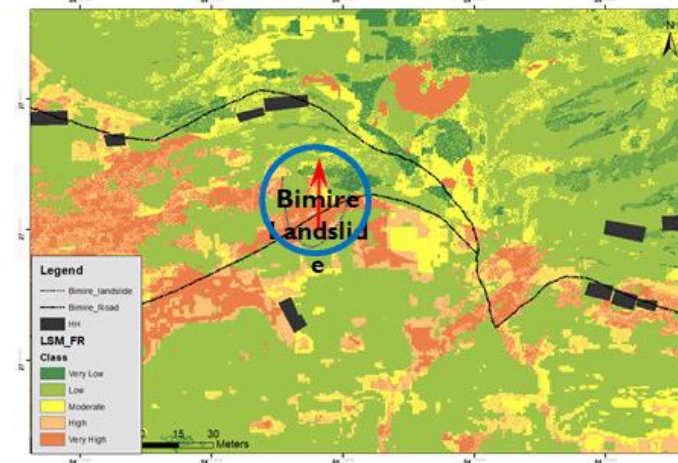 N
Bimire
Landslid
e
Legend
Bimire_landslide
Bimire_Road
HH
LSM_FR
Class
Very Low
Low
Moderate
High
Very High
15 30
Meters